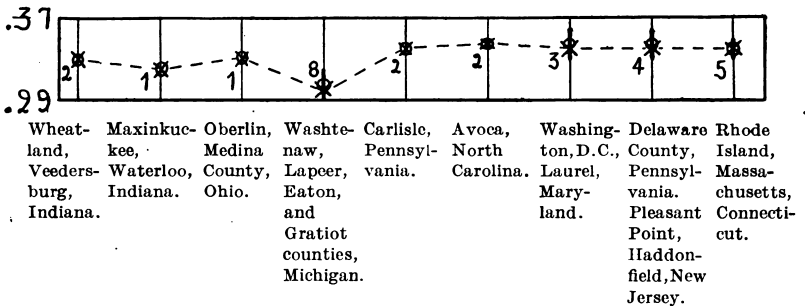 .37
2 1 1 8 2 2 3 4 5
.29
Wheat-
land,
Veeders-
burg,
Indiana.
Maxinkuc-
kee,
Waterloo,
Indiana.
Oberlin,
Medina
County,
Ohio.
Washte-
naw,
Lapeer,
Eaton,
and
Gratiot
counties,
Michigan.
Carlisle,
Pennsyl-
vania.
Avoca,
North
Carolina.
Washing-
ton, D.C.,
Laurel,
Mary-
land.
Delaware
County,
Pennsyl-
vania.
Pleasant
Point,
Haddon-
field, New
Jersey.
Rhode
Island,
Massa-
chusetts,
Connecti-
cut.